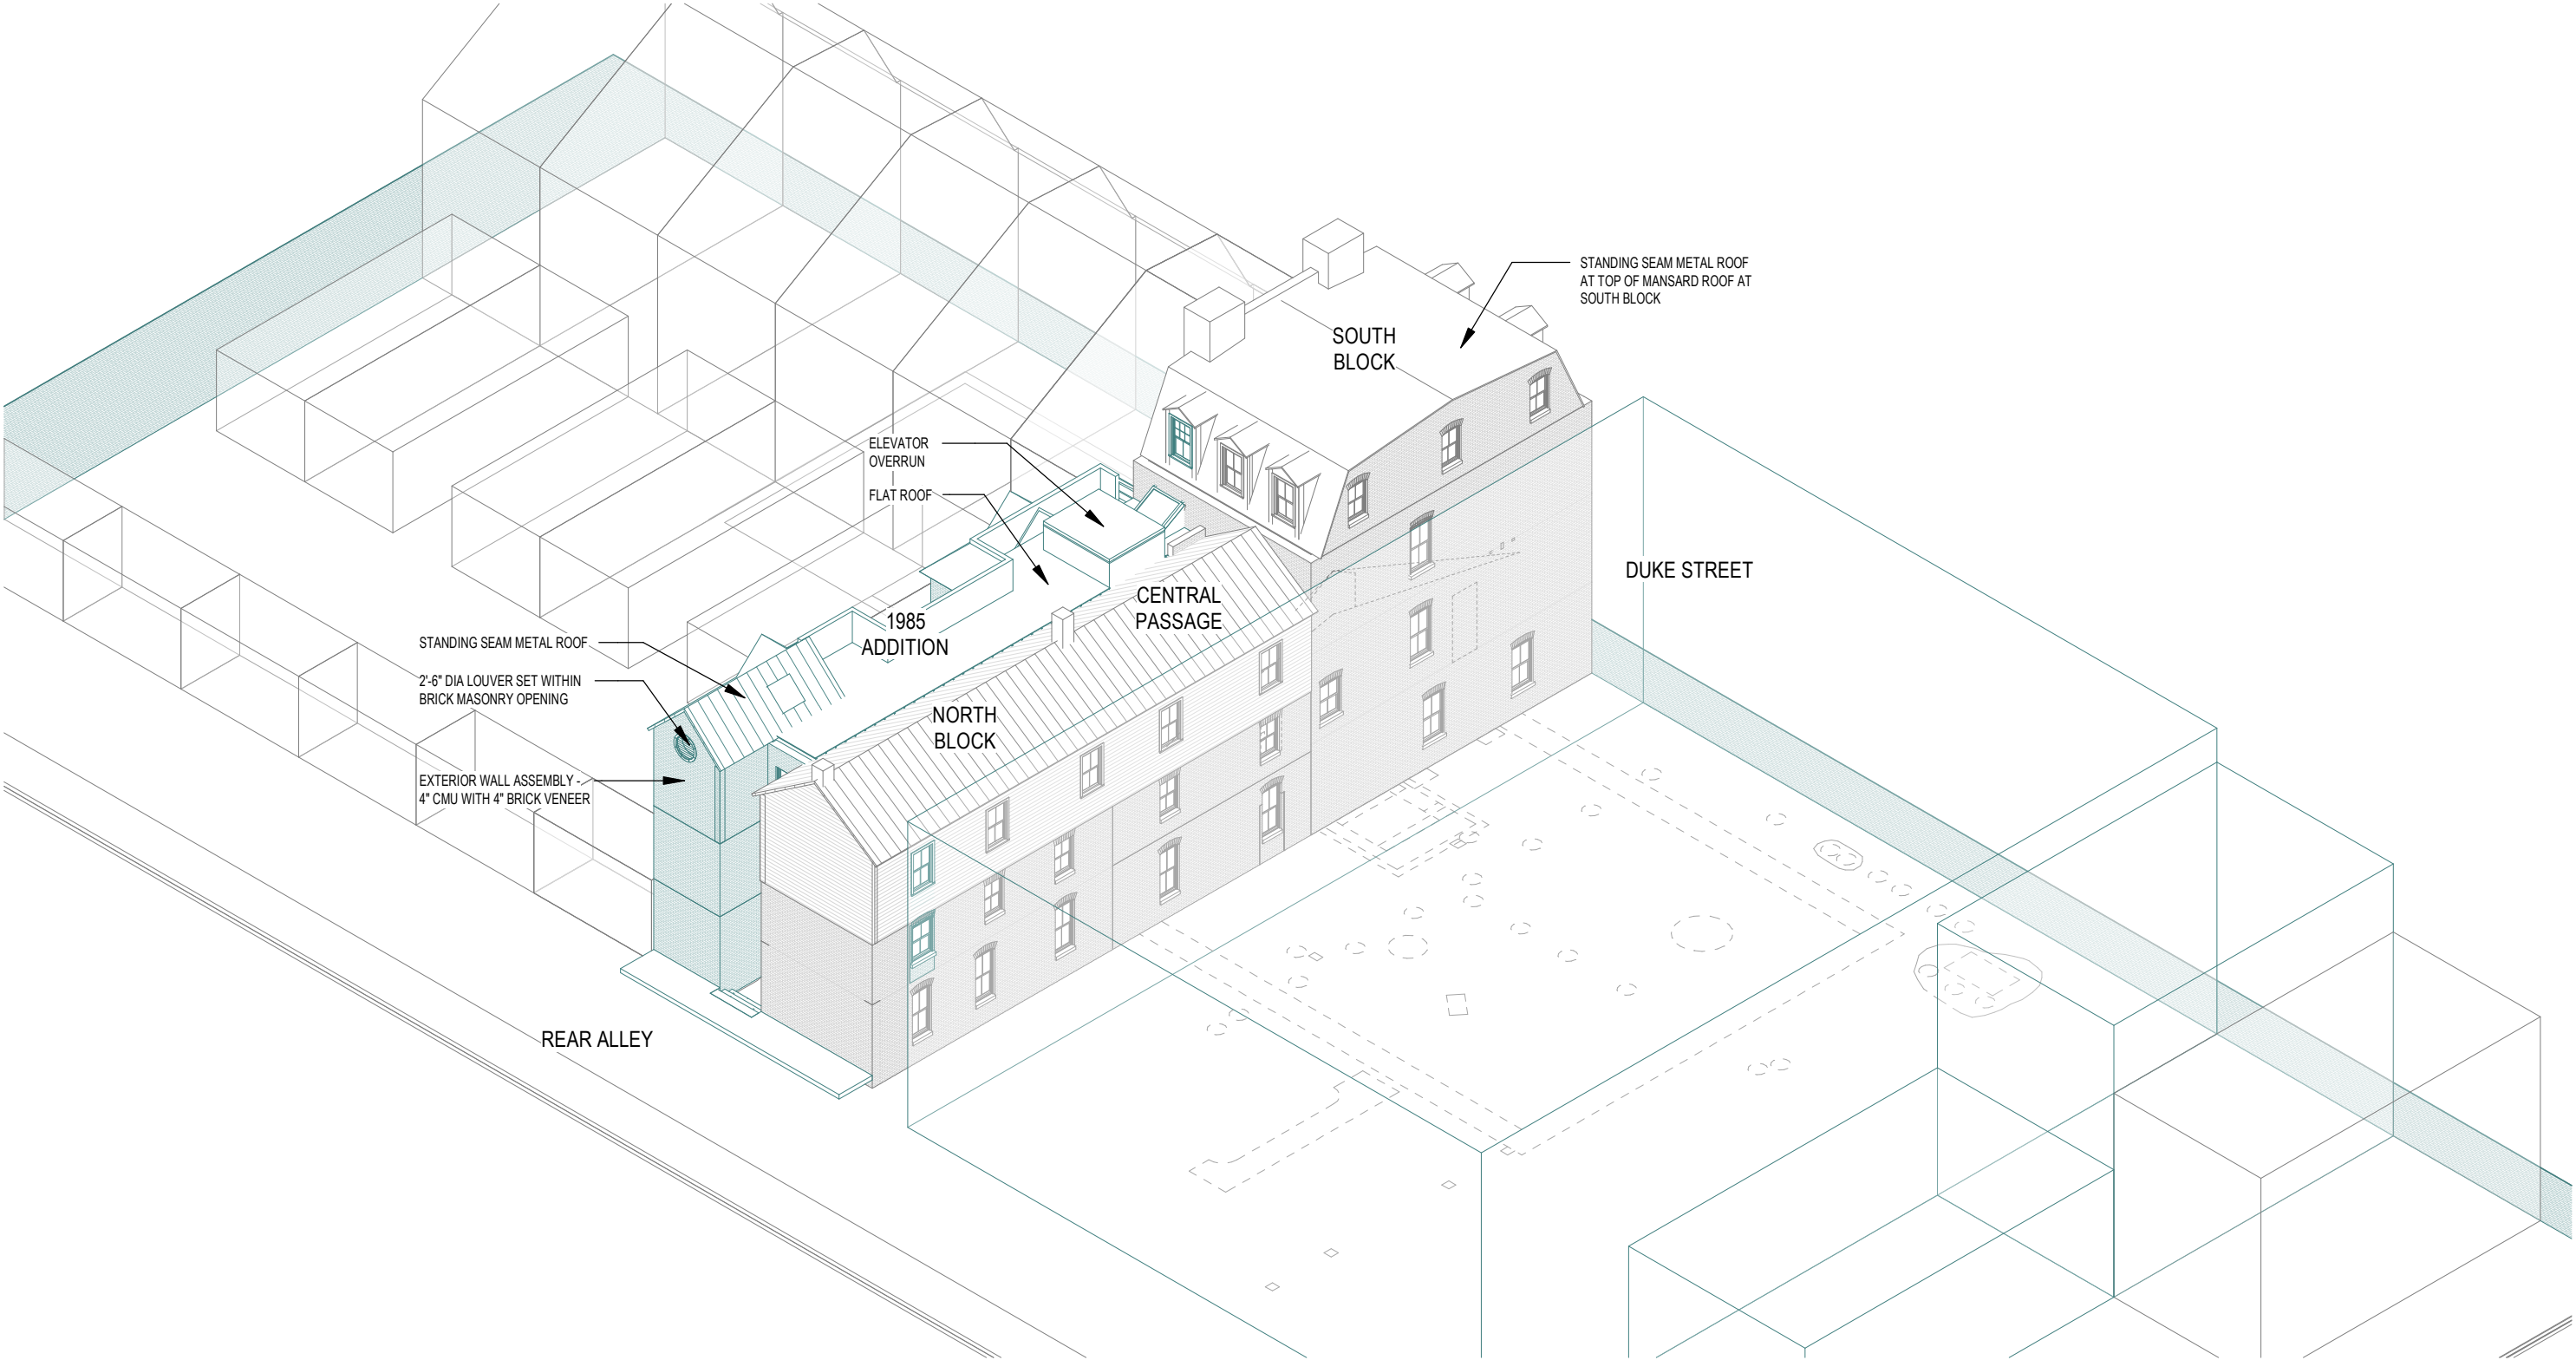 STANDING SEAM METAL ROOF
AT TOP OF MANSARD ROOF AT
SOUTH BLOCK
SOUTH
BLOCK
ELEVATOR
OVERRUN
FLAT ROOF
DUKE STREET
CENTRAL
PASSAGE
1985
ADDITION
STANDING SEAM METAL ROOF
2'-6" DIA LOUVER SET WITHIN
BRICK MASONRY OPENING
NORTH
BLOCK
EXTERIOR WALL ASSEMBLY -
4" CMU WITH 4" BRICK VENEER
REAR ALLEY